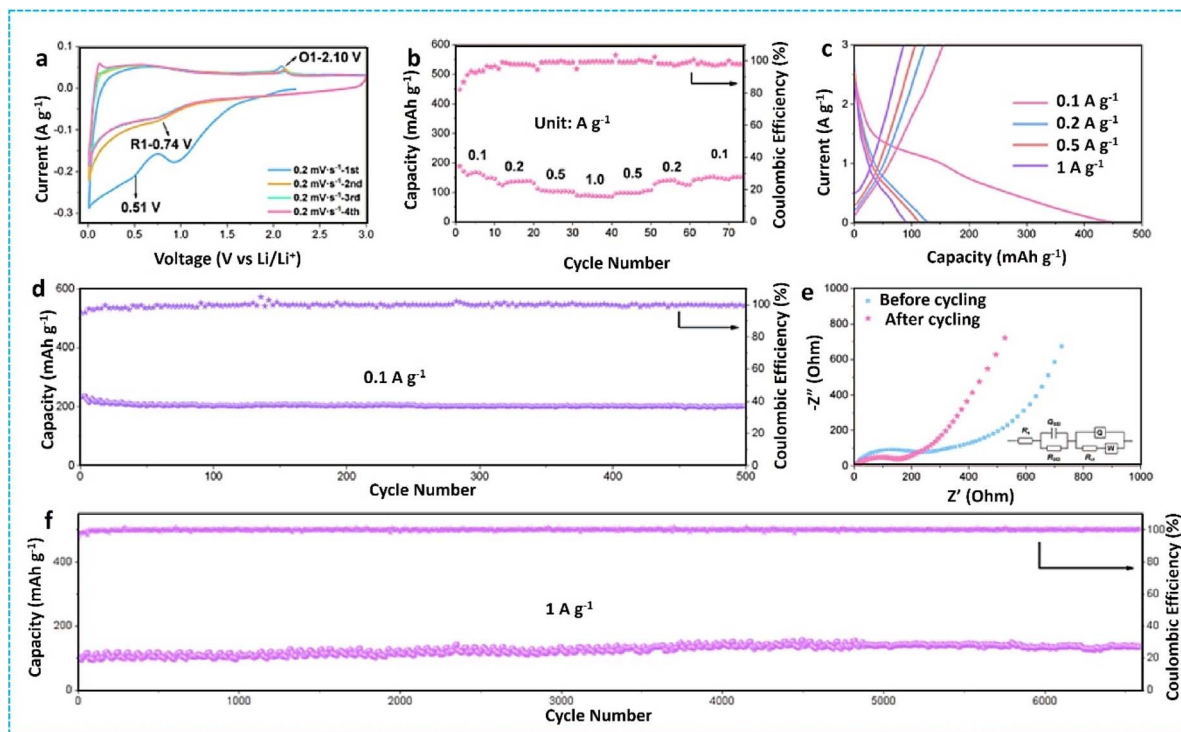 a
0.1
0.0
-0.1
-0.2
-0.3
Current (A g⁻¹)
O1-2.10 V
R1-0.74 V
0.51 V
0.2 mV·s⁻¹-1st
0.2 mV·s⁻¹-2nd
0.2 mV·s⁻¹-3rd
0.2 mV·s⁻¹-4th
0.0 0.5 1.0 1.5 2.0 2.5 3.0
Voltage (V vs Li/Li⁺)
b
600
500
400
300
200
100
0
Capacity (mAh g⁻¹)
Unit: A g⁻¹
0.1 0.2 0.5 1.0 0.5 0.2 0.1
100
80
60
40
20
0
Coulombic Efficiency (%)
0 10 20 30 40 50 60 70
Cycle Number
c
3
2
1
0
Current (A g⁻¹)
0.1 A g⁻¹
0.2 A g⁻¹
0.5 A g⁻¹
1 A g⁻¹
0 100 200 300 400 500
Capacity (mAh g⁻¹)
d
600
400
200
0
Capacity (mAh g⁻¹)
0.1 A g⁻¹
100
80
60
40
20
0
Coulombic Efficiency (%)
0 100 200 300 400 500
Cycle Number
e
1000
800
600
400
200
0
-Z″ (Ohm)
Before cycling
After cycling
Q
W
0 200 400 600 800 1000
Z′ (Ohm)
f
400
200
100
0
Capacity (mAh g⁻¹)
1 A g⁻¹
100
80
60
40
20
0
Coulombic Efficiency (%)
0 1000 2000 3000 4000 5000 6000
Cycle Number